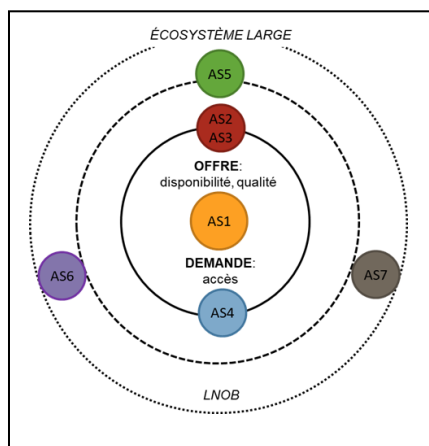 ÉCOSYSTÈME LARGE
AS5
AS2
AS3
OFFRE:
disponibilité, qualité
AS1
DEMANDE:
accès
AS6
AS7
AS4
LNOB